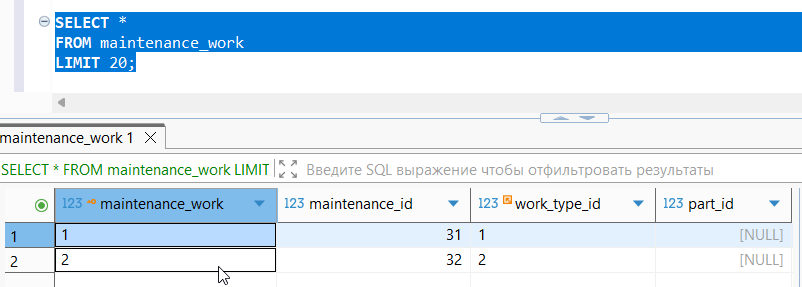 SELECT *
FROM maintenance_work
LIMIT 20;
maintenance_work 1
SELECT * FROM maintenance_work LIMIT Введите SQL выражение чтобы отфильтровать результаты
123 maintenance_work 123 maintenance_id 123 work_type_id 123 part_id
1 1 31 1 [NULL]
2 2 32 2 [NULL]